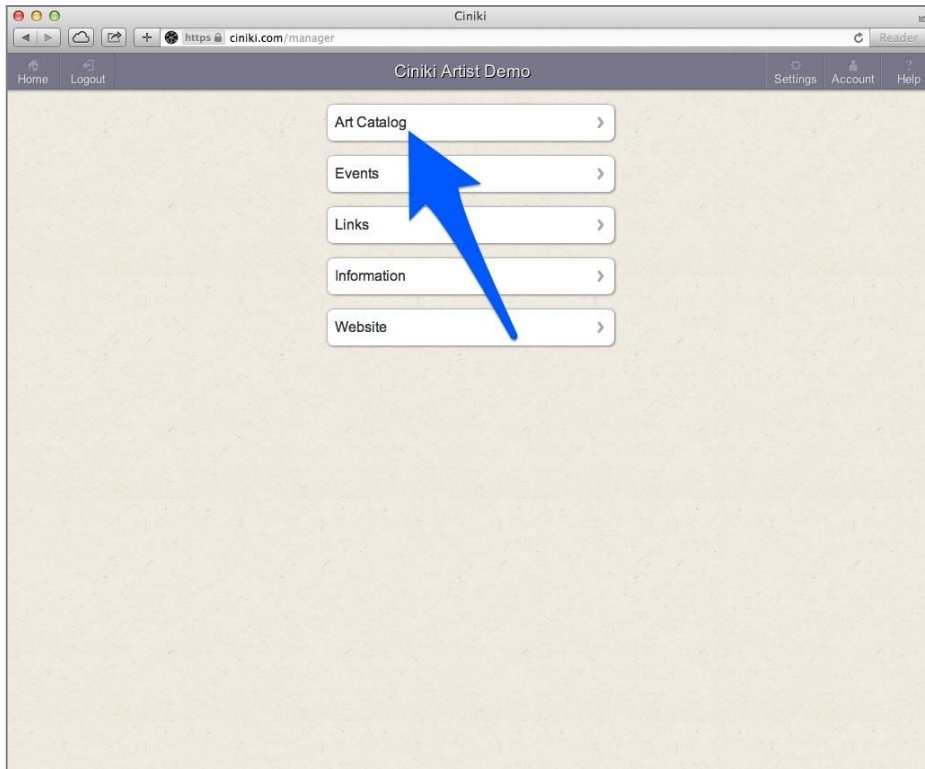 Ciniki
https ciniki.com/manager
Reader
Home
Logout
Ciniki Artist Demo
Settings
Account
? Help
Art Catalog
Events
Links
Information
Website